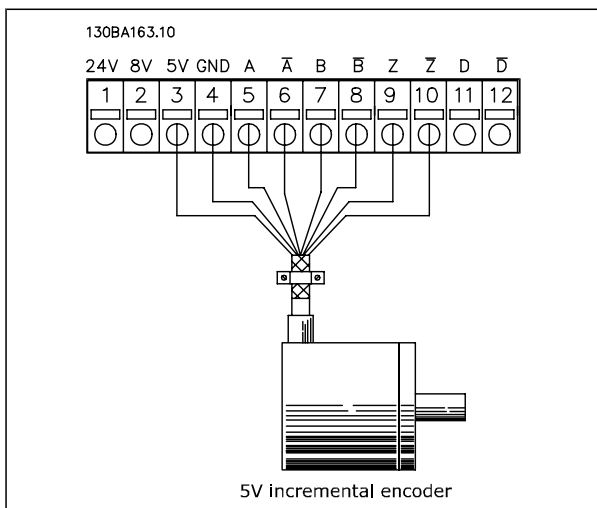 130BA163.10
24V 8V 5V GND A A̅ B B̅ Z Z̅ D D̅
1 2 3 4 5 6 7 8 9 10 11 12
5V incremental encoder